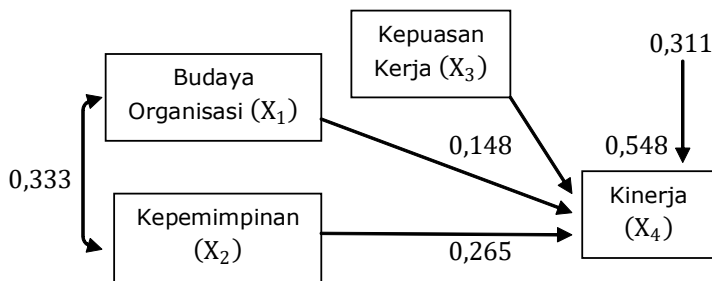 Kepuasan
Kerja (X₃)
0,311
Budaya
Organisasi (X₁)
0,148
0,548
0,333
Kepemimpinan
(X₂)
Kinerja
(X₄)
0,265